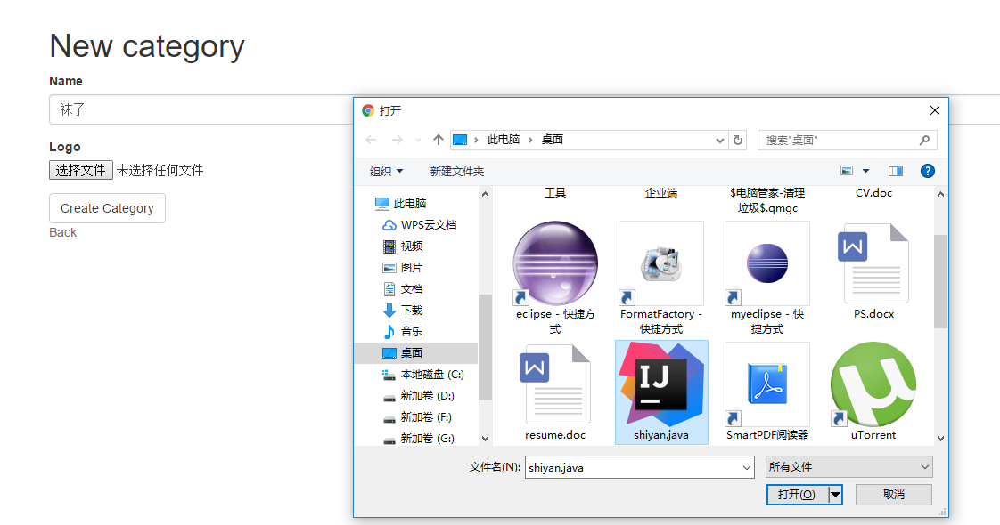 New category
Name
袜子
Logo
选择文件 未选择任何文件
Create Category
Back
打开
此电脑 桌面
搜索"桌面"
组织 新建文件夹
此电脑
WPS云文档
视频
图片
文档
下载
音乐
桌面
本地磁盘 (C:)
新加卷 (D:)
新加卷 (F:)
新加卷 (G:)
工具
企业端
$电脑管家-清理
垃圾$.qmgc
CV.doc
eclipse - 快捷方
式
FormatFactory -
快捷方式
myeclipse - 快
捷方式
W
PS.docx
W
resume.doc
IJ
shiyan.java
SmartPDF阅读器
µ
uTorrent
文件名(N): shiyan.java
所有文件
打开(O)
取消